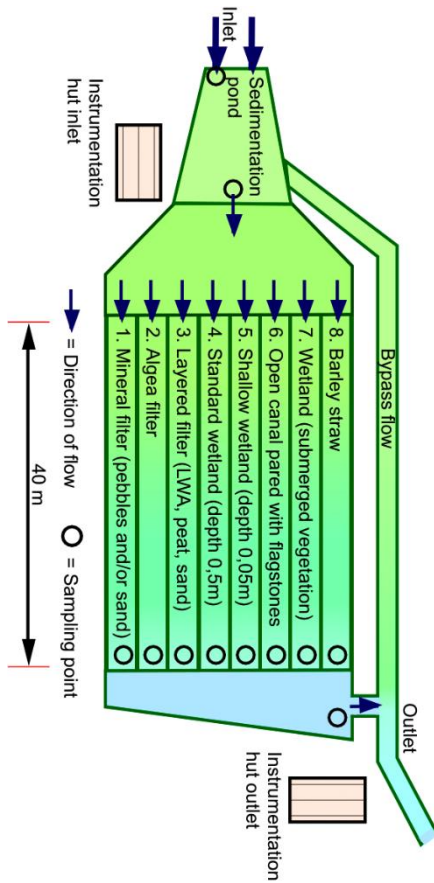 Inlet
Sedimentation
pond
Instrumentation
hut inlet
Bypass flow
8. Barley straw
7. Wetland (submerged vegetation)
6. Open canal pared with flagstones
5. Shallow wetland (depth 0,05m)
4. Standard wetland (depth 0,5m)
3. Layered filter (LWA, peat, sand)
2. Algea filter
1. Mineral filter (pebbles and/or sand)
= Direction of flow
= Sampling point
40 m
Outlet
Instrumentation
hut outlet